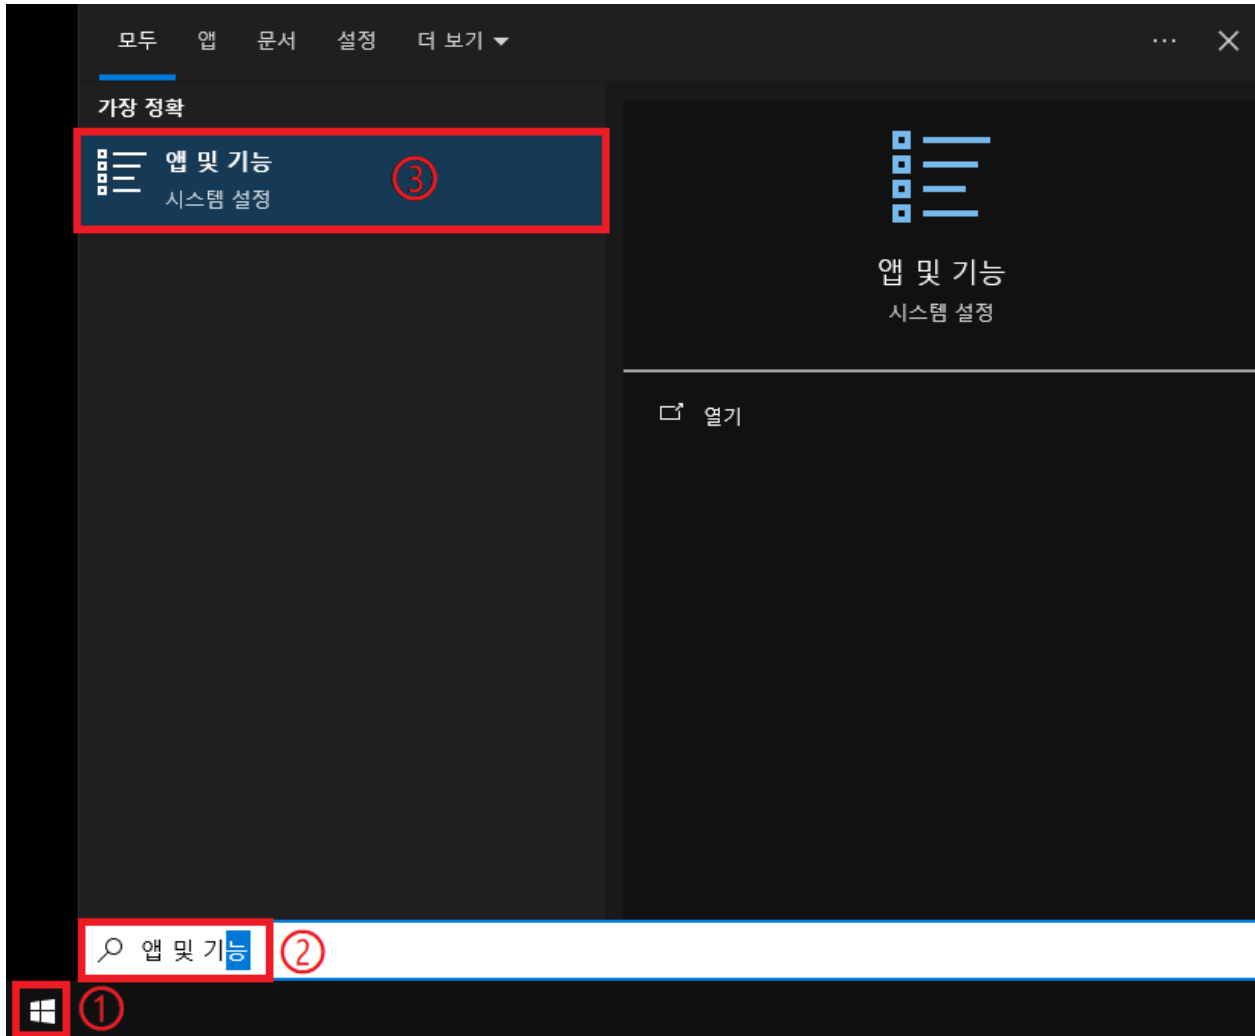 모두 앱 문서 설정 더 보기
가장 정확
앱 및 기능
③
시스템 설정
앱 및 기능
시스템 설정
열기
앱 및 기능 ②
①